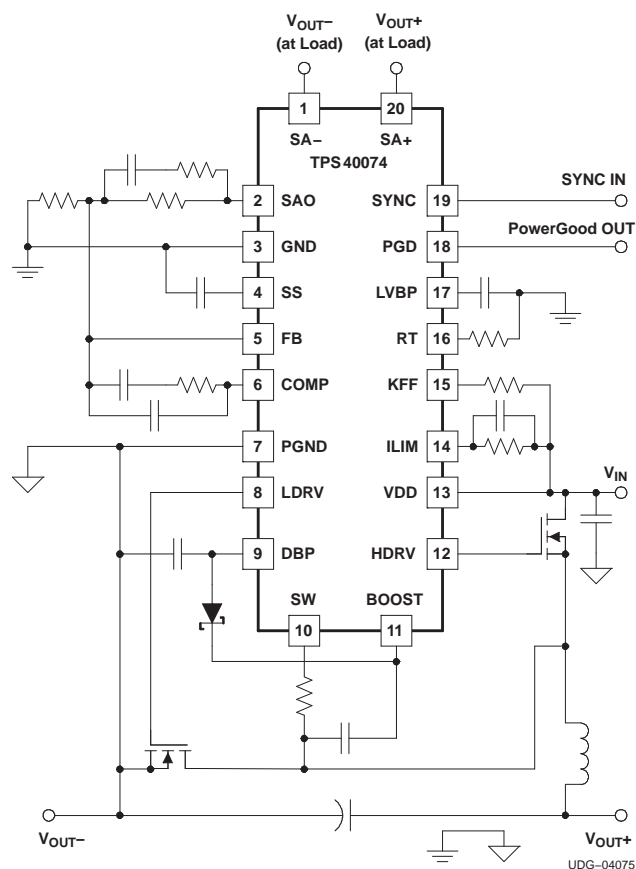 VOUT− VOUT+
(at Load) (at Load)
1 20
SA− SA+
TPS40074
2 SAO SYNC 19 SYNC IN
3 GND PGD 18 PowerGood OUT
4 SS LVBP 17
5 FB RT 16
6 COMP KFF 15
7 PGND ILIM 14
8 LDRV VDD 13 VIN
9 DBP HDRV 12
SW BOOST
10 11
VOUT− VOUT+
UDG−04075